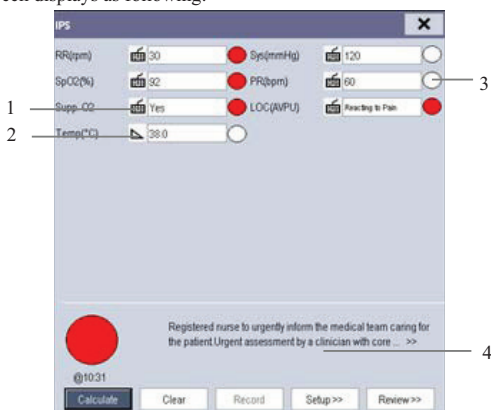 een displays as following:
IPS
RR(rpm) 30 Sys(mmHg) 120
SpO2(%) 92 PR(bpm) 60 3
1 Supp. O2 Yes LOC(AVPU) Reacting to Pain
2 Temp(°C) 38.0
Registered nurse to urgently inform the medical team caring for
the patient Urgent assessment by a clinician with core ... >>
4
@10:31
Calculate Clear Record Setup >> Review >>